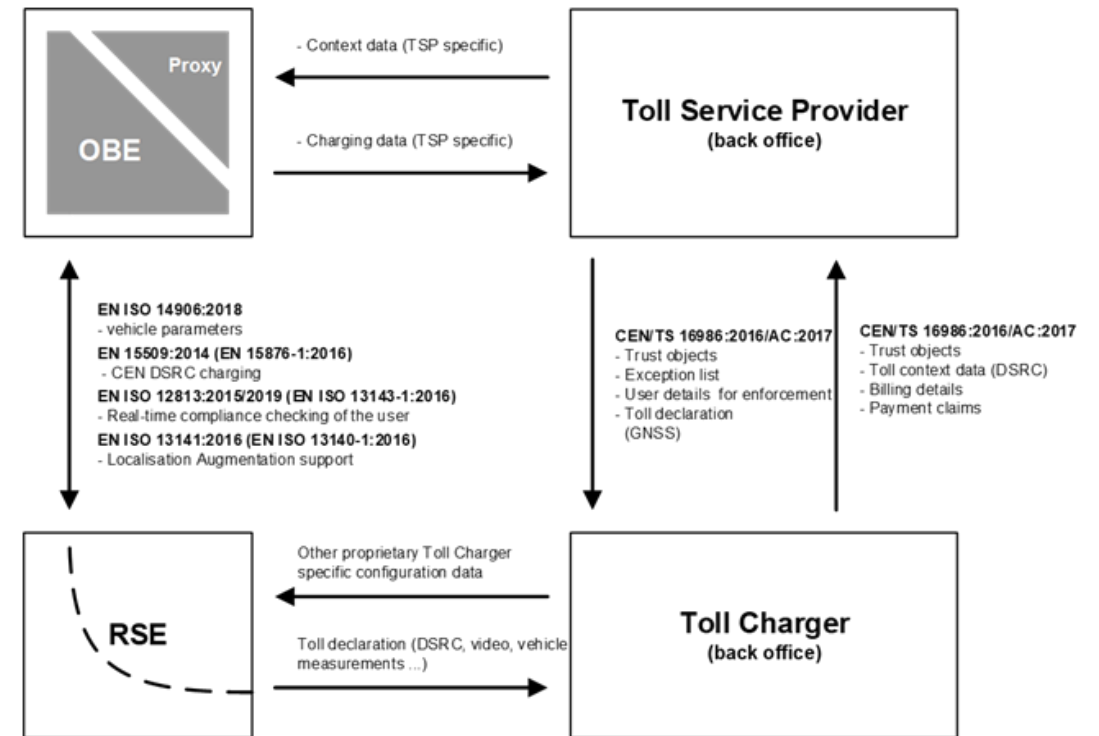 - Context data (TSP specific)
Proxy
OBE
- Charging data (TSP specific)
Toll Service Provider
(back office)
EN ISO 14906:2018
- vehicle parameters
EN 15509:2014 (EN 15876-1:2016)
- CEN DSRC charging
EN ISO 12813:2015/2019 (EN ISO 13143-1:2016)
- Real-time compliance checking of the user
EN ISO 13141:2016 (EN ISO 13140-1:2016)
- Localisation Augmentation support
CEN/TS 16986:2016/AC:2017
- Trust objects
- Exception list
- User details for enforcement
- Toll declaration
(GNSS)
CEN/TS 16986:2016/AC:2017
- Trust objects
- Toll context data (DSRC)
- Billing details
- Payment claims
RSE
Other proprietary Toll Charger
specific configuration data
Toll declaration (DSRC, video, vehicle
measurements ...)
Toll Charger
(back office)